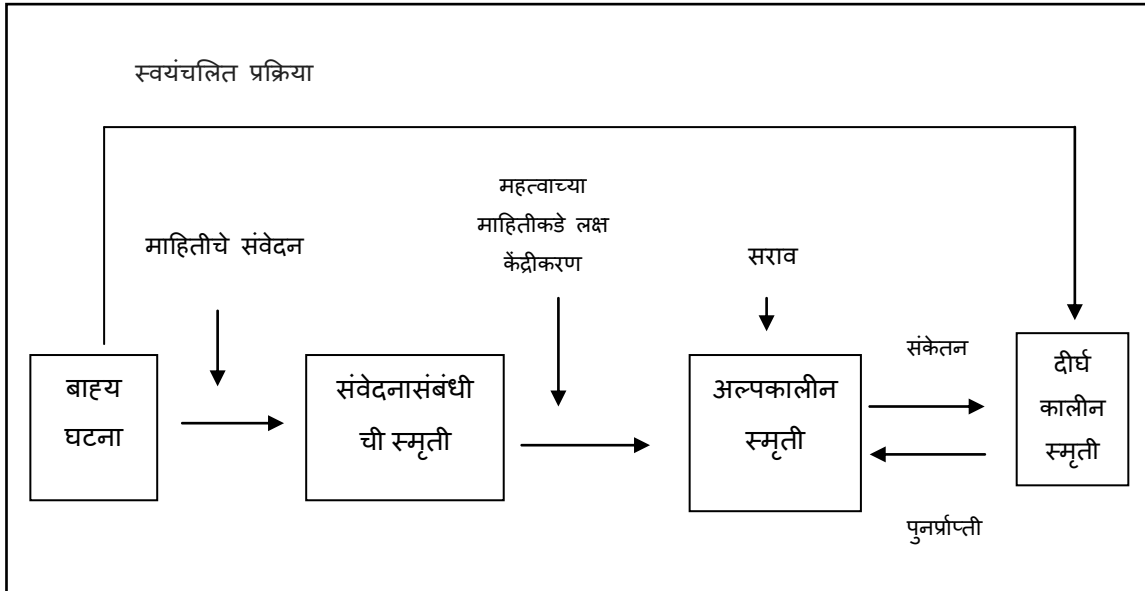 स्वयंचलित प्रक्रिया
महत्वाच्या
माहितीकडे लक्ष
केंद्रीकरण
माहितीचे संवेदन
सराव
संकेतन
बाह्य
घटना
संवेदनासंबंधी
ची स्मृती
अल्पकालीन
स्मृती
दीर्घ
कालीन
स्मृती
पुनर्प्राप्ती